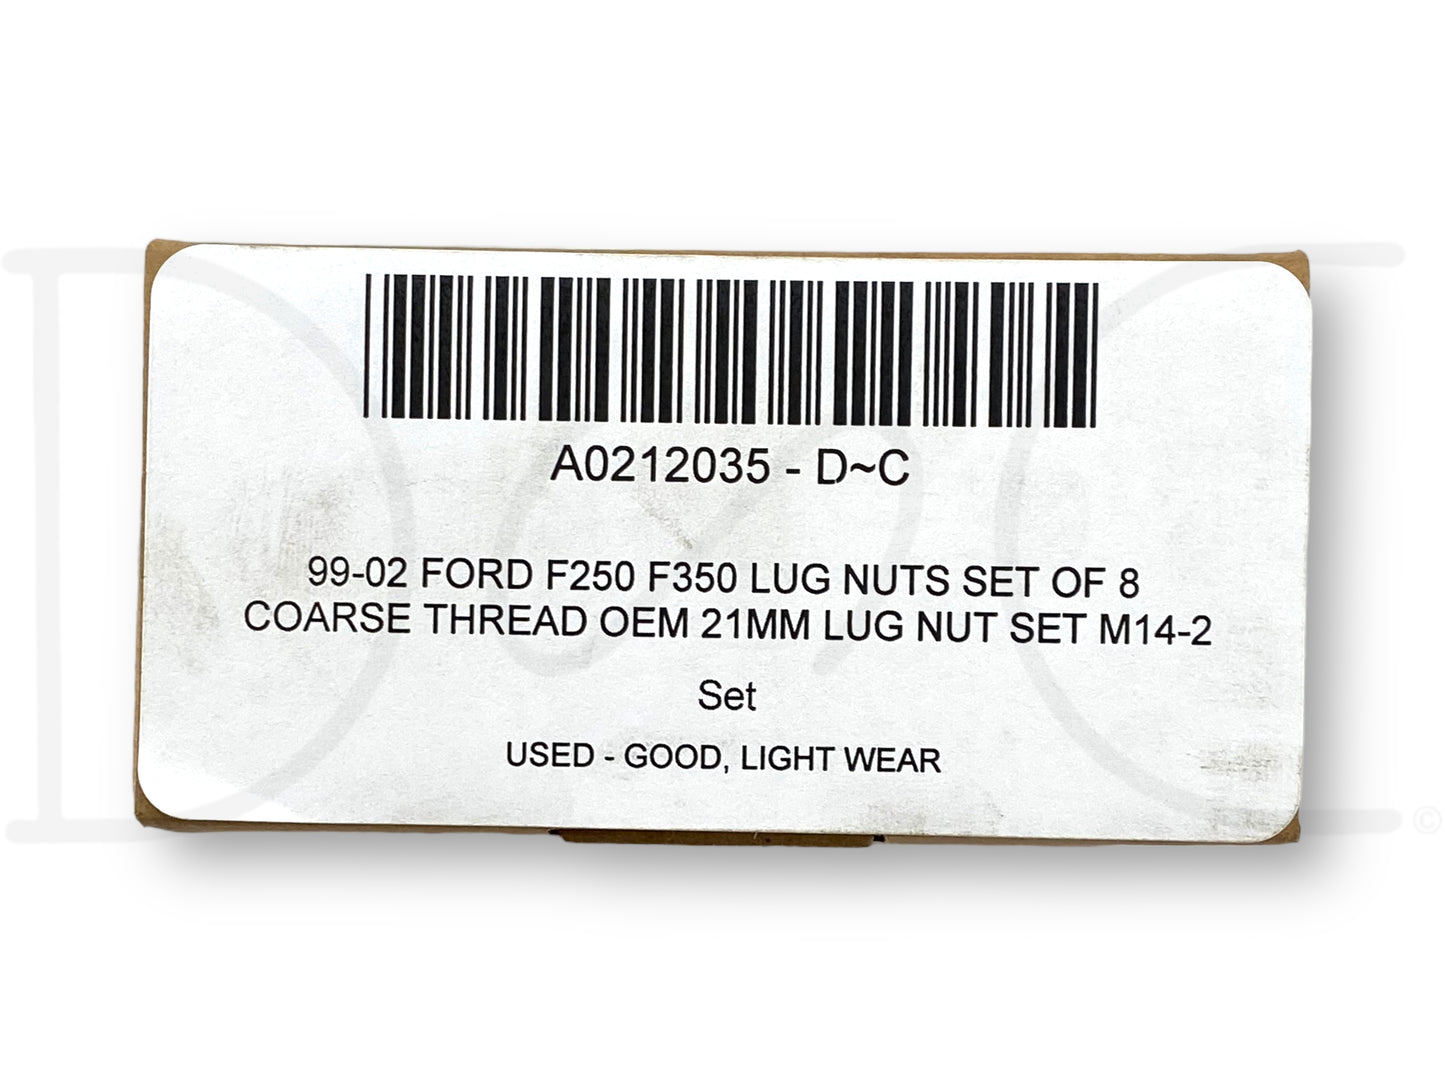 A0212035 - D~C
99-02 FORD F250 F350 LUG NUTS SET OF 8
COARSE THREAD OEM 21MM LUG NUT SET M14-2
Set
USED - GOOD, LIGHT WEAR
©